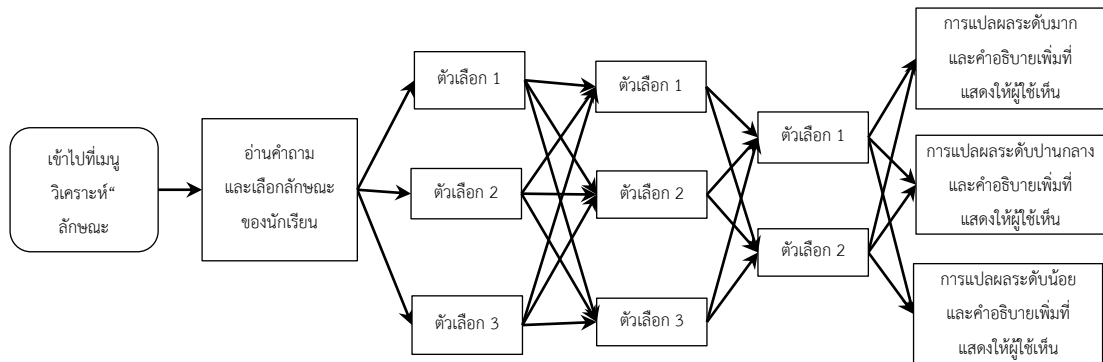 เข้าไปที่เมนู
วิเคราะห์“
ลักษณะ
อ่านคำถาม
และเลือกลักษณะ
ของนักเรียน
ตัวเลือก 1
ตัวเลือก 2
ตัวเลือก 3
ตัวเลือก 1
ตัวเลือก 2
ตัวเลือก 3
ตัวเลือก 1
ตัวเลือก 2
การแปลผลระดับมาก
และคำอธิบายเพิ่มที่
แสดงให้ผู้ใช้เห็น
การแปลผลระดับปานกลาง
และคำอธิบายเพิ่มที่
แสดงให้ผู้ใช้เห็น
การแปลผลระดับน้อย
และคำอธิบายเพิ่มที่
แสดงให้ผู้ใช้เห็น